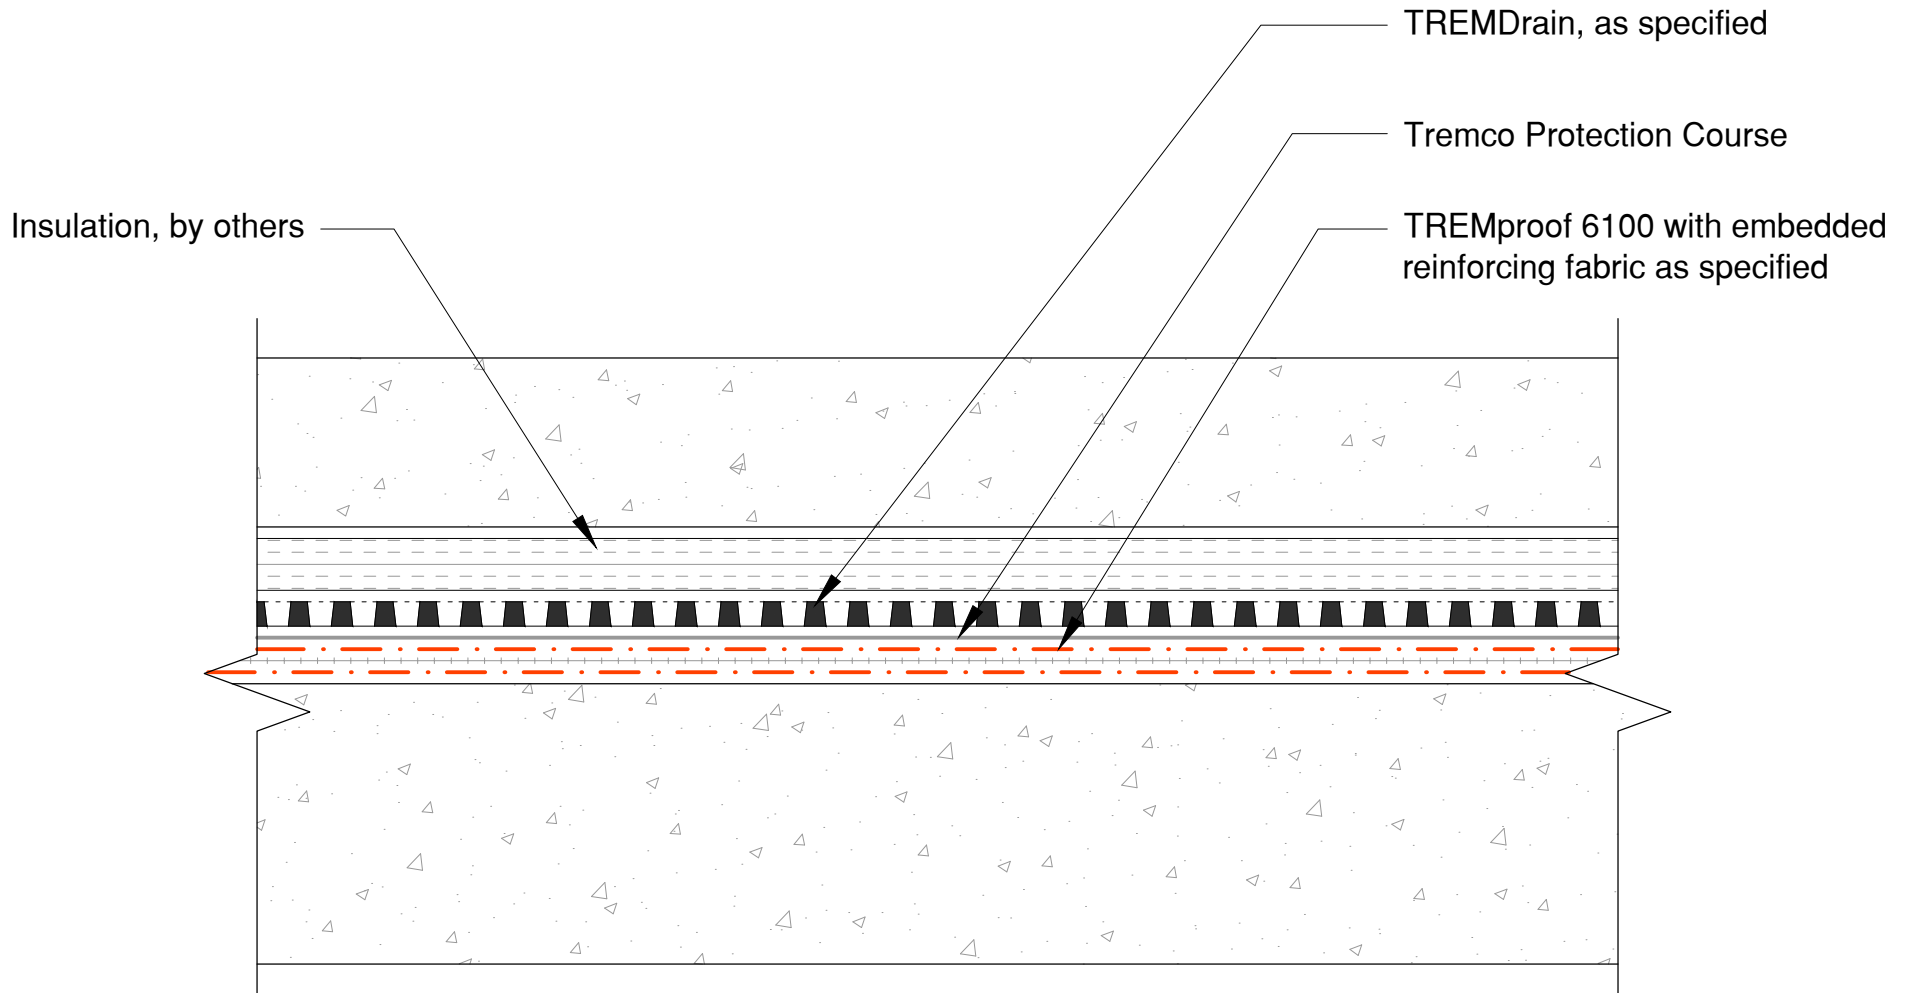 TREMDrain, as specified
Tremco Protection Course
Insulation, by others
TREMproof 6100 with embedded
reinforcing fabric as specified